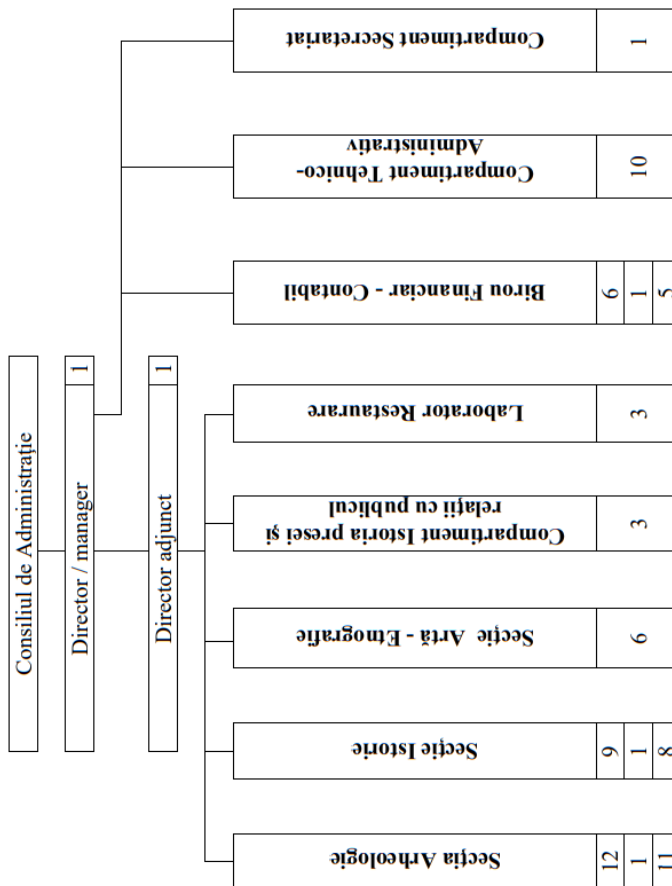 Consiliul de Administrație
Director / manager
1
Director adjunct
1
Secția Arheologie
12
1
11
Secție Istorie
9
1
8
Secție Artă - Etnografie
6
Compartiment Istoria presei și
relații cu publicul
3
Laborator Restaurare
3
Birou Financiar - Contabil
6
1
5
Compartiment Tehnico-
Administrativ
10
Compartiment Secretariat
1